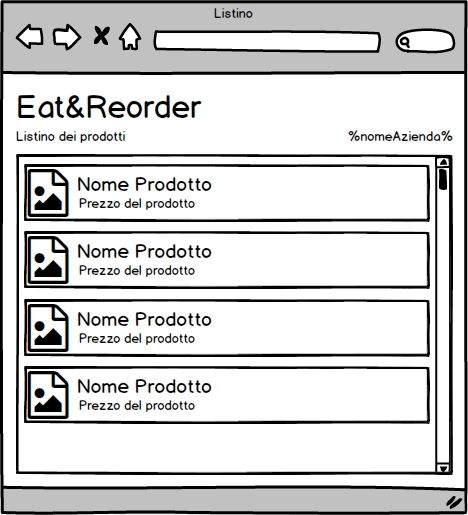 Listino
Eat&Reorder
Listino dei prodotti
%nomeAzienda%
Nome Prodotto
Prezzo del prodotto
Nome Prodotto
Prezzo del prodotto
Nome Prodotto
Prezzo del prodotto
Nome Prodotto
Prezzo del prodotto